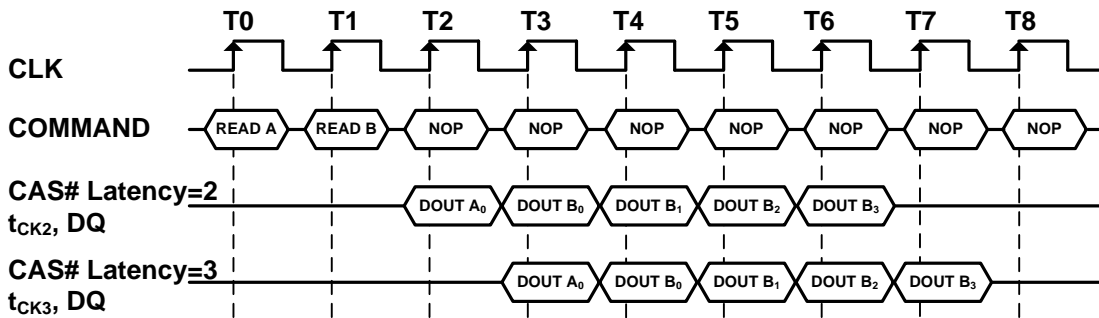 T0 T1 T2 T3 T4 T5 T6 T7 T8
CLK
COMMAND READ A READ B NOP NOP NOP NOP NOP NOP NOP
CAS# Latency=2
t_CK2, DQ DOUT A₀ DOUT B₀ DOUT B₁ DOUT B₂ DOUT B₃
CAS# Latency=3
t_CK3, DQ DOUT A₀ DOUT B₀ DOUT B₁ DOUT B₂ DOUT B₃